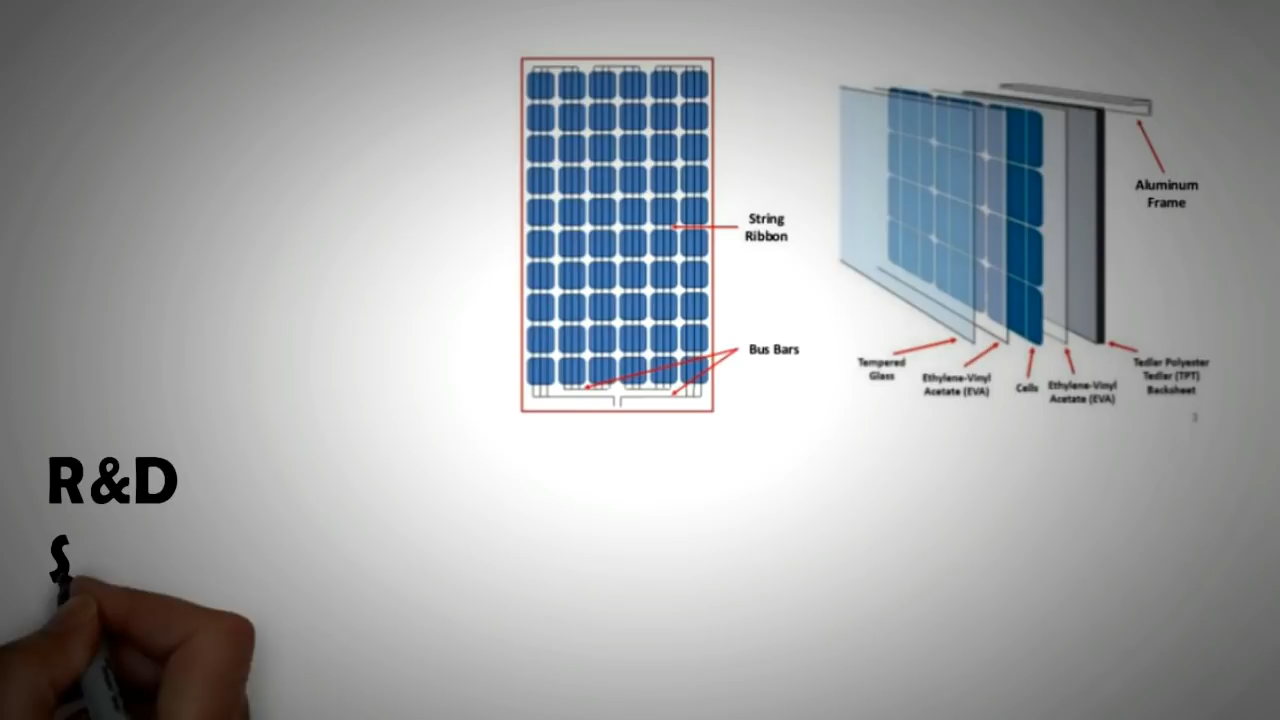 String
Ribbon
Bus Bars
Aluminum
Frame
Tempered
Glass
Ethylene-Vinyl
Acetate (EVA)
Cells
Ethylene-Vinyl
Acetate (EVA)
Tedlar Polyester
Tedlar (TPT)
Backsheet
3
R&D
S